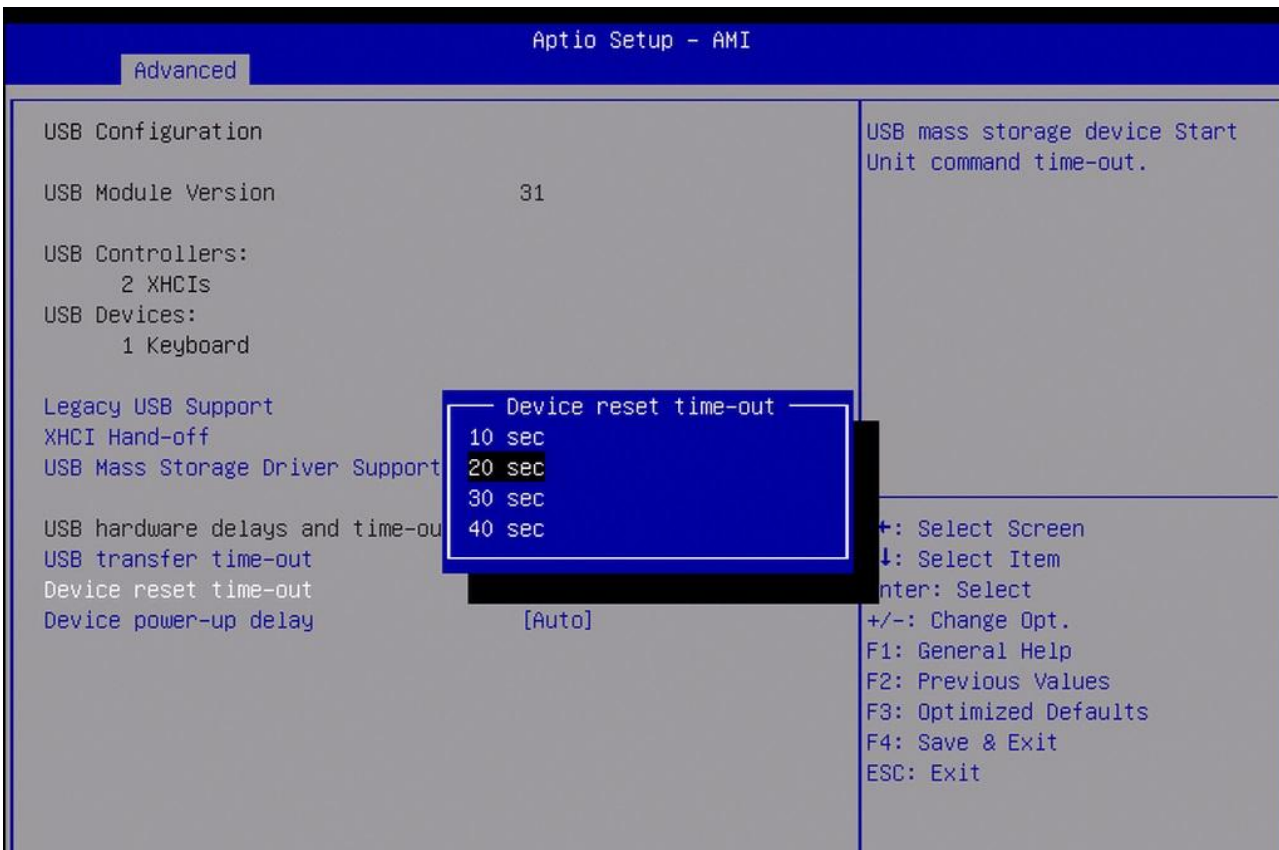 Aptio Setup – AMI
Advanced
USB Configuration
USB Module Version 31
USB Controllers:
2 XHCIs
USB Devices:
1 Keyboard
Legacy USB Support
XHCI Hand-off
USB Mass Storage Driver Support
USB hardware delays and time-ou
USB transfer time-out
Device reset time-out
Device power-up delay [Auto]
Device reset time-out
10 sec
20 sec
30 sec
40 sec
USB mass storage device Start
Unit command time-out.
←: Select Screen
↓: Select Item
nter: Select
+/-: Change Opt.
F1: General Help
F2: Previous Values
F3: Optimized Defaults
F4: Save & Exit
ESC: Exit